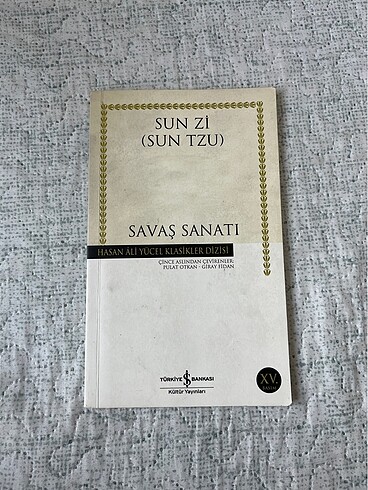 SUN Zİ
(SUN TZU)
SAVAŞ SANATI
HASAN ÂLİ YÜCEL KLASİKLER DİZİSİ
ÇİNCE ASLINDAN ÇEVİRENLER:
PULAT OTKAN - GİRAY FİDAN
TÜRKİYE İŞ BANKASI
Kültür Yayınları
XV.
BASIM